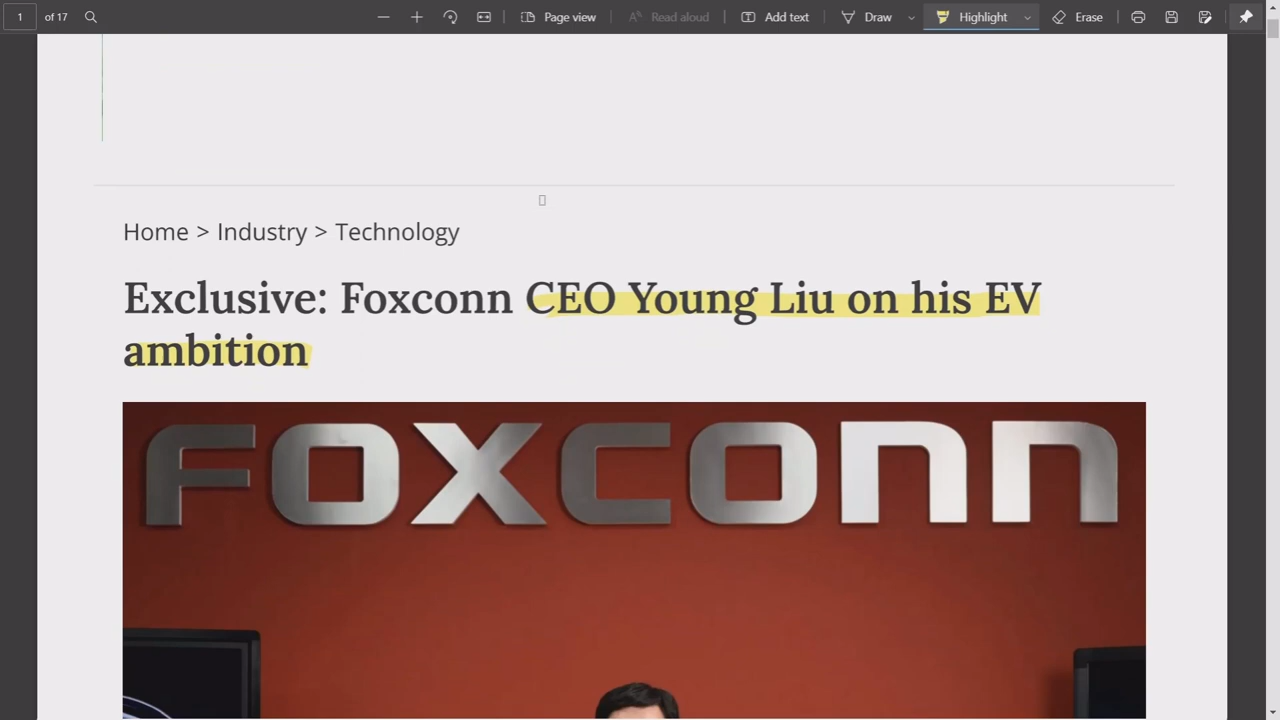 1 of 17 Page view Read aloud Add text Draw Highlight Erase
Home > Industry > Technology
Exclusive: Foxconn CEO Young Liu on his EV
ambition
FOXCONN